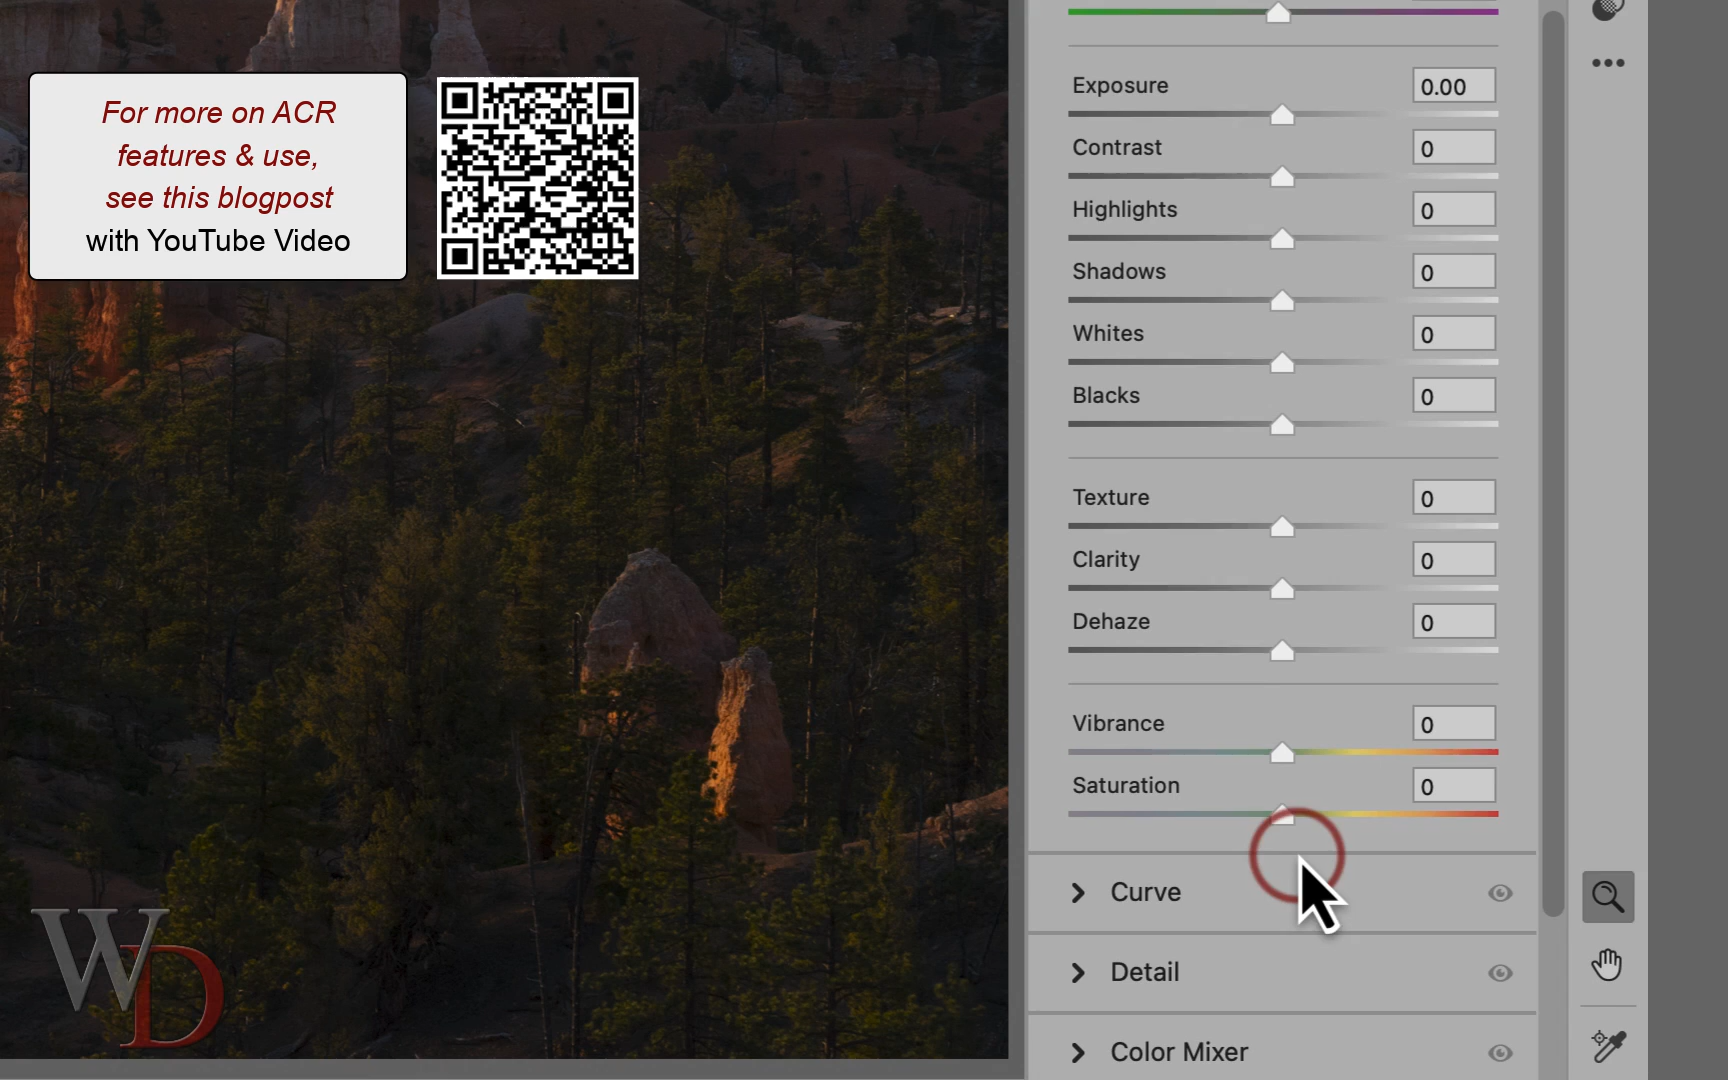 For more on ACR
features & use,
see this blogpost
with YouTube Video
Exposure 0.00
Contrast 0
Highlights 0
Shadows 0
Whites 0
Blacks 0
Texture 0
Clarity 0
Dehaze 0
Vibrance 0
Saturation 0
Curve
Detail
Color Mixer
WD